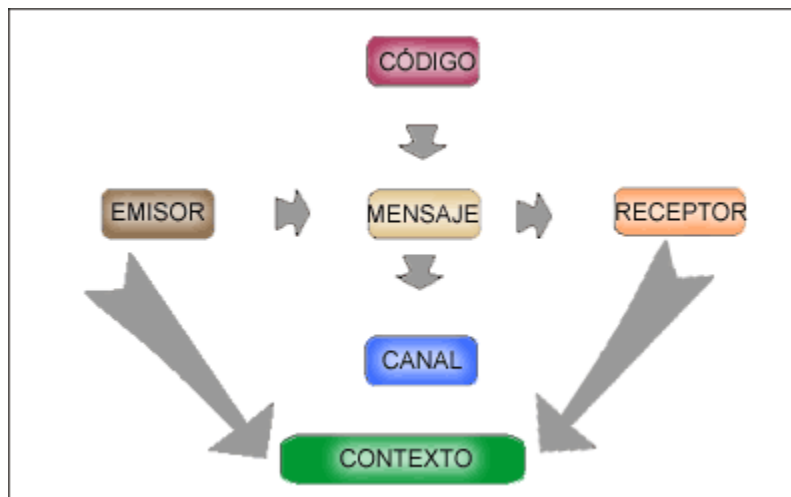 CÓDIGO
EMISOR
MENSAJE
RECEPTOR
CANAL
CONTEXTO